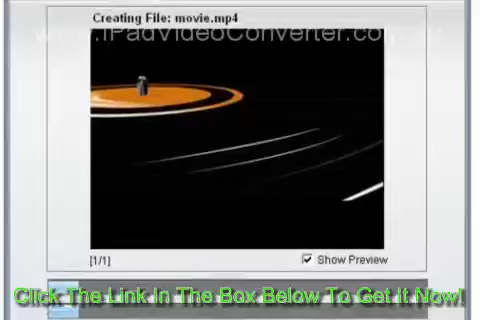 Creating File: movie.mp4
www.iPadVideoConverter.com
[1/1]
Show Preview
Click The Link In The Box Below To Get It Now!